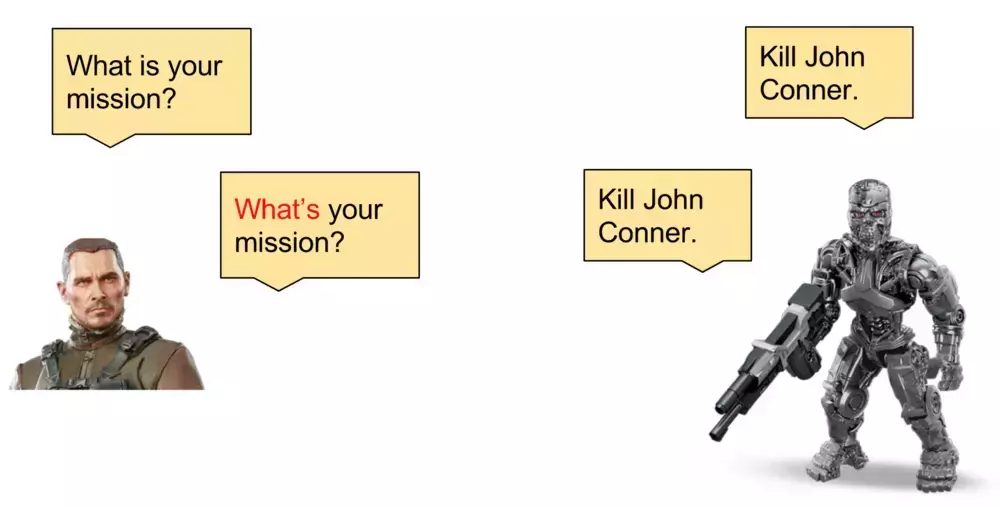 What is your
mission?
Kill John
Conner.
What's your
mission?
Kill John
Conner.